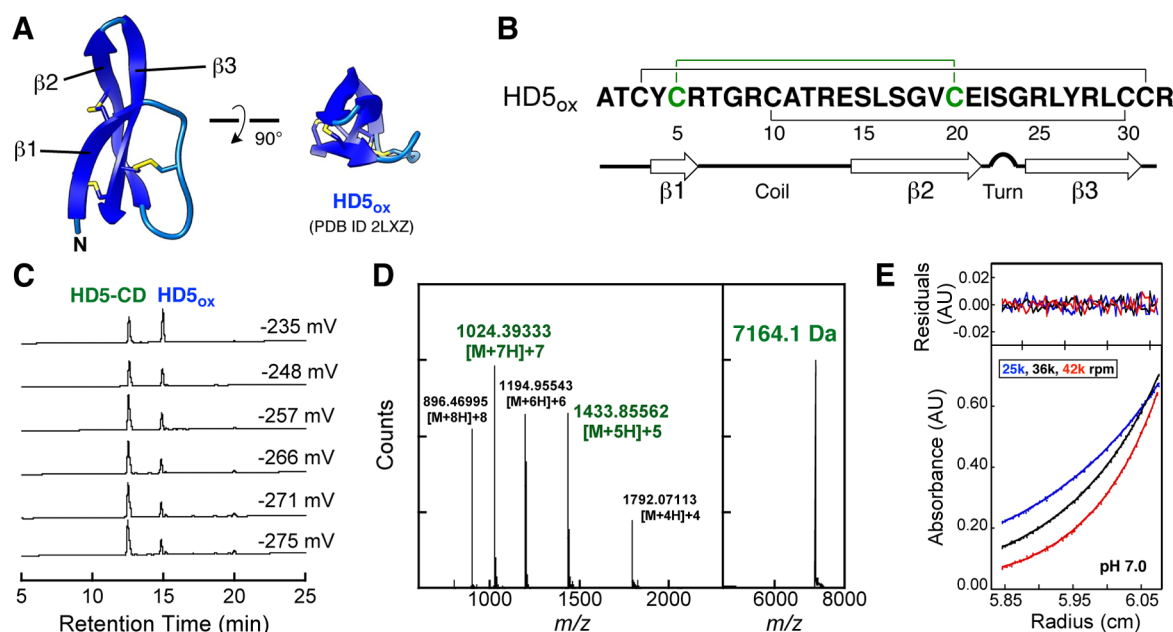 A
β2
β3
β1
90°
N
HD5ox
(PDB ID 2LXZ)
B
HD5ox ATCYCRTGRCATRESLSGVCEISGRLYRLCCR
5 10 15 20 25 30
β1 Coil β2 Turn β3
C
HD5-CD HD5ox
-235 mV
-248 mV
-257 mV
-266 mV
-271 mV
-275 mV
5 10 15 20 25
Retention Time (min)
D
1024.39333
[M+7H]+7
896.46995
[M+8H]+8
1194.95543
[M+6H]+6
1433.85562
[M+5H]+5
1792.07113
[M+4H]+4
7164.1 Da
Counts
1000 1500 2000 6000 8000
m/z m/z
E
Residuals
(AU)
0.02
0.00
-0.02
25k, 36k, 42k rpm
Absorbance (AU)
0.60
0.40
0.20
0.00
pH 7.0
5.85 5.95 6.05
Radius (cm)